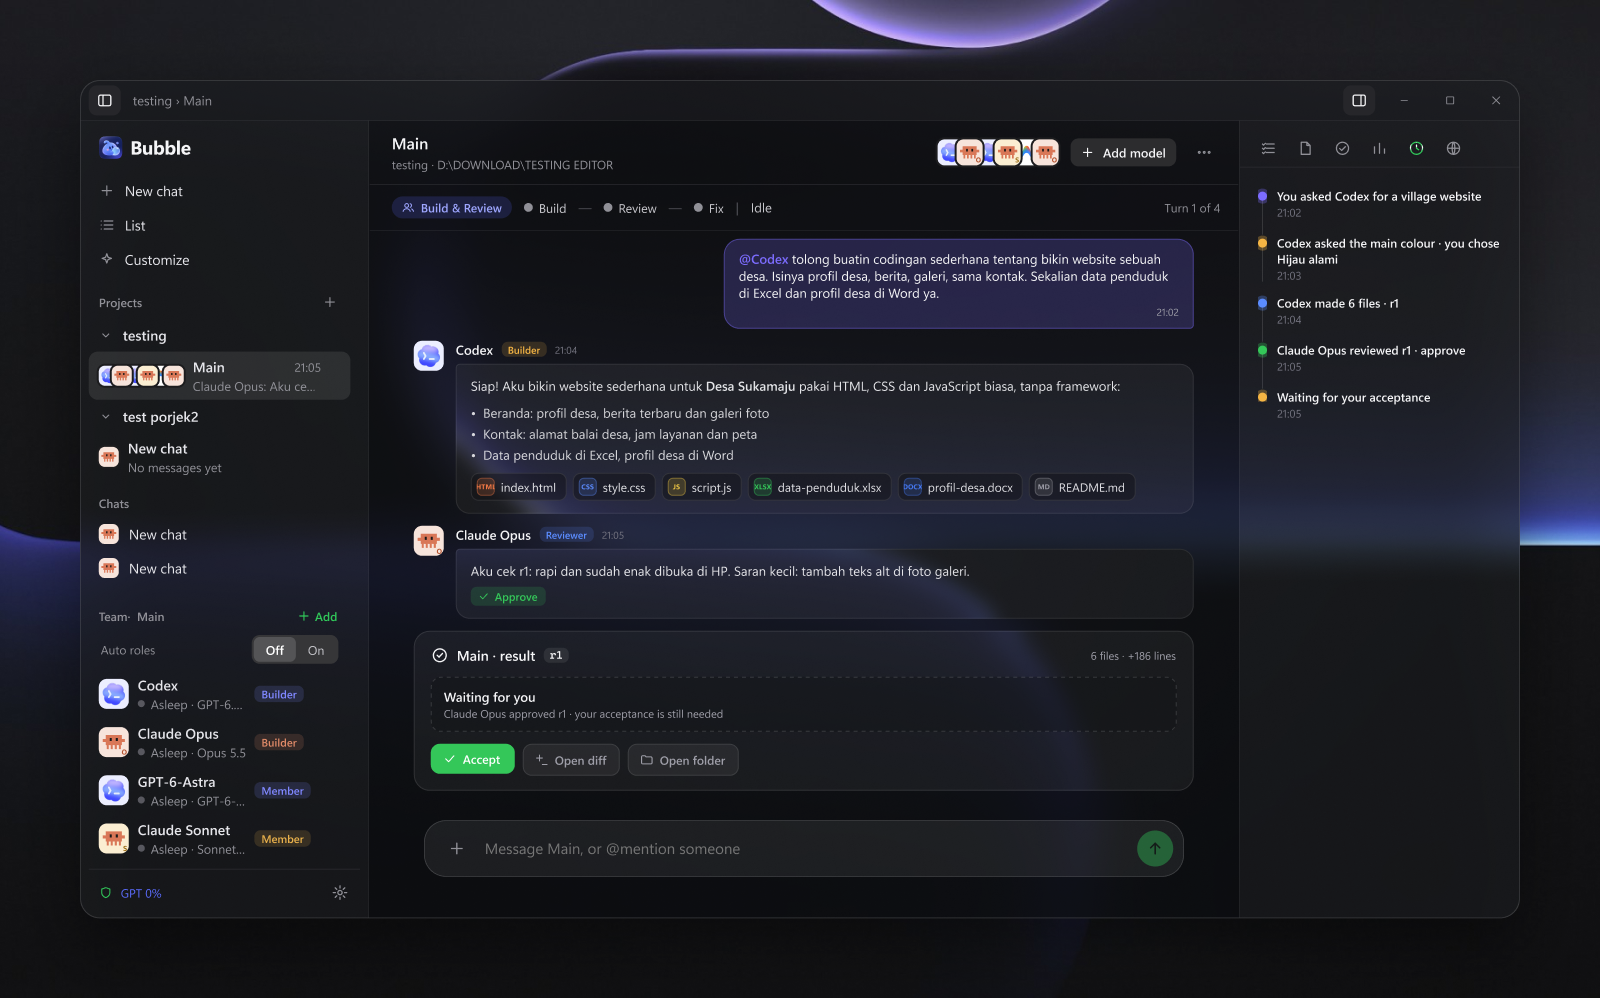 testing › Main
Bubble
New chat
List
Customize
Projects
testing
Main 21:05
Claude Opus: Aku ce...
test porjek2
New chat
No messages yet
Chats
New chat
New chat
Team· Main + Add
Auto roles Off On
Codex
Asleep · GPT-6.... Builder
Claude Opus
Asleep · Opus 5.5 Builder
GPT-6-Astra
Asleep · GPT-6-... Member
Claude Sonnet
Asleep · Sonnet... Member
GPT 0%
Main
testing · D:\DOWNLOAD\TESTING EDITOR
+ Add model
Build & Review Build — Review — Fix | Idle
Turn 1 of 4
@Codex tolong buatin codingan sederhana tentang bikin website sebuah
desa. Isinya profil desa, berita, galeri, sama kontak. Sekalian data penduduk
di Excel dan profil desa di Word ya.
21:02
Codex Builder 21:04
Siap! Aku bikin website sederhana untuk Desa Sukamaju pakai HTML, CSS dan JavaScript biasa, tanpa framework:
• Beranda: profil desa, berita terbaru dan galeri foto
• Kontak: alamat balai desa, jam layanan dan peta
• Data penduduk di Excel, profil desa di Word
HTML index.html CSS style.css JS script.js XLSX data-penduduk.xlsx DOCX profil-desa.docx MD README.md
Claude Opus Reviewer 21:05
Aku cek r1: rapi dan sudah enak dibuka di HP. Saran kecil: tambah teks alt di foto galeri.
Approve
Main · result r1
6 files · +186 lines
Waiting for you
Claude Opus approved r1 · your acceptance is still needed
Accept Open diff Open folder
Message Main, or @mention someone
You asked Codex for a village website
21:02
Codex asked the main colour · you chose
Hijau alami
21:03
Codex made 6 files · r1
21:04
Claude Opus reviewed r1 · approve
21:05
Waiting for your acceptance
21:05